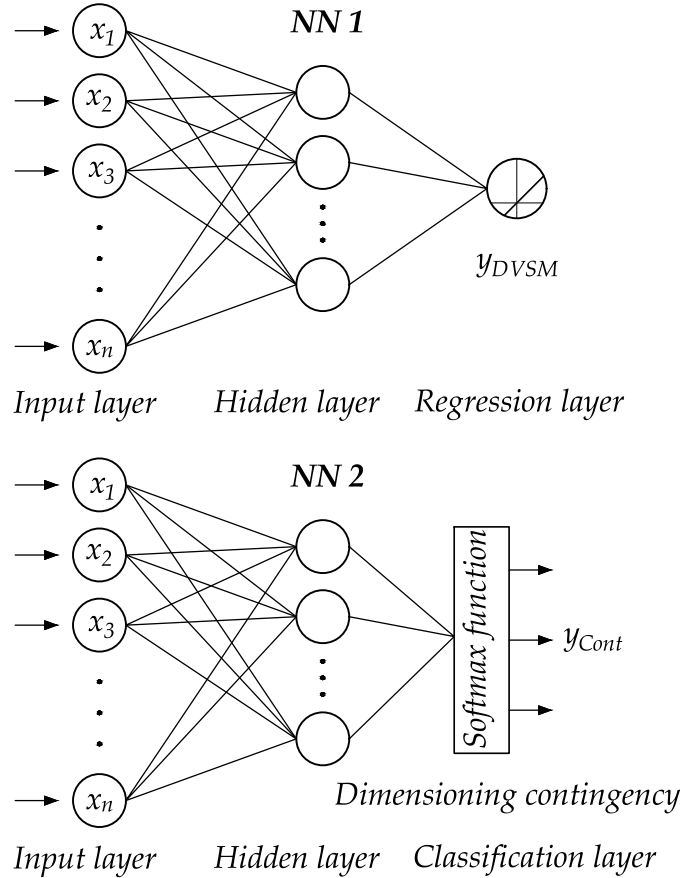 NN 1
x1
x2
x3
xn
yDVSM
Input layer
Hidden layer
Regression layer
NN 2
x1
x2
x3
xn
Softmax function
yCont
Dimensioning contingency
Input layer
Hidden layer
Classification layer